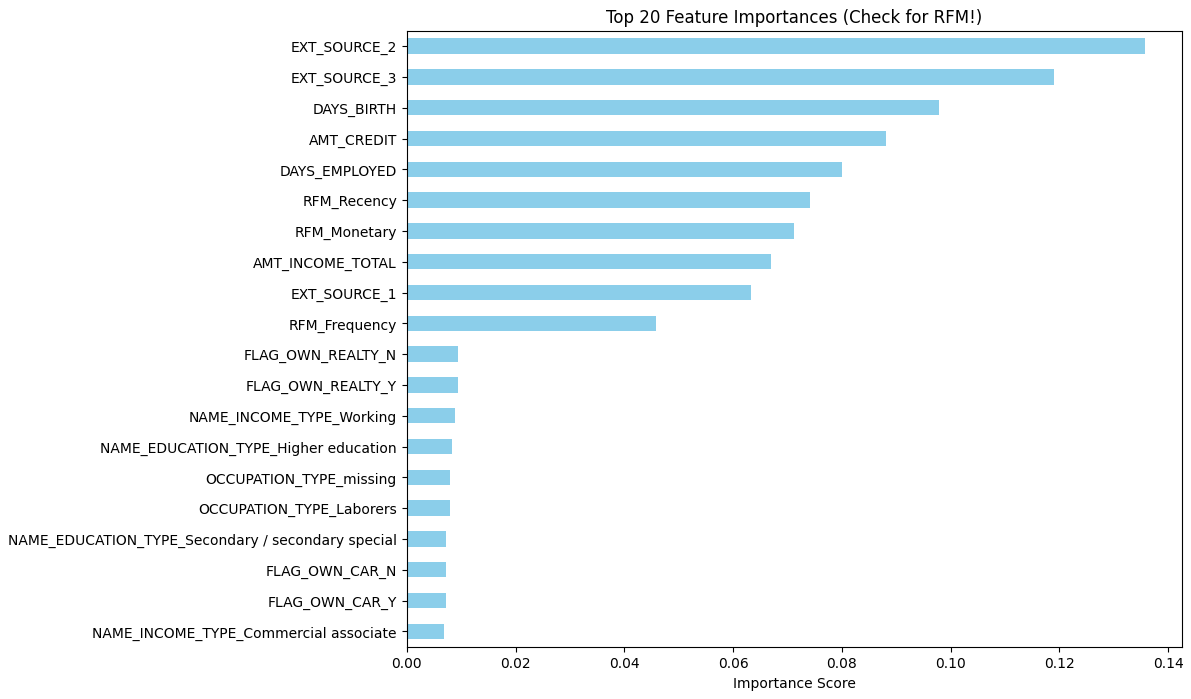 Top 20 Feature Importances (Check for RFM!)
EXT_SOURCE_2
EXT_SOURCE_3
DAYS_BIRTH
AMT_CREDIT
DAYS_EMPLOYED
RFM_Recency
RFM_Monetary
AMT_INCOME_TOTAL
EXT_SOURCE_1
RFM_Frequency
FLAG_OWN_REALTY_N
FLAG_OWN_REALTY_Y
NAME_INCOME_TYPE_Working
NAME_EDUCATION_TYPE_Higher education
OCCUPATION_TYPE_missing
OCCUPATION_TYPE_Laborers
NAME_EDUCATION_TYPE_Secondary / secondary special
FLAG_OWN_CAR_N
FLAG_OWN_CAR_Y
NAME_INCOME_TYPE_Commercial associate
0.00 0.02 0.04 0.06 0.08 0.10 0.12 0.14
Importance Score